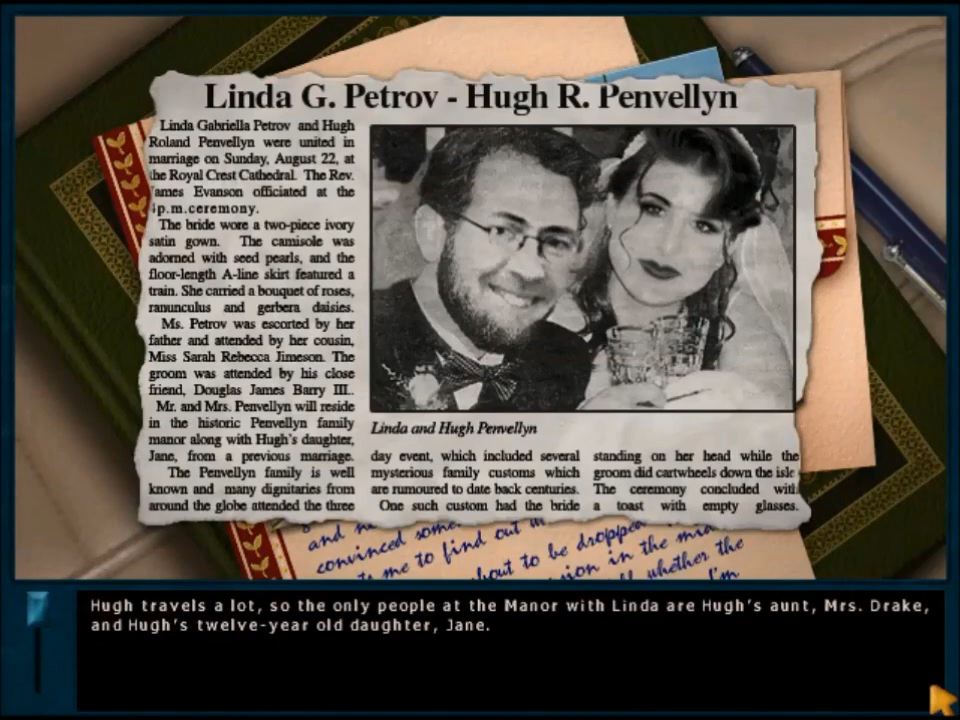 Linda G. Petrov - Hugh R. Penvellyn
Linda Gabriella Petrov and Hugh
Roland Penvellyn were united in
marriage on Sunday, August 22, at
the Royal Crest Cathedral. The Rev.
James Evanson officiated at the
4p.m.ceremony.
The bride wore a two-piece ivory
satin gown. The camisole was
adorned with seed pearls, and the
floor-length A-line skirt featured a
train. She carried a bouquet of roses,
ranunculus and gerbera daisies.
Ms. Petrov was escorted by her
father and attended by her cousin,
Miss Sarah Rebecca Jimeson. The
groom was attended by his close
friend, Douglas James Barry III..
Mr. and Mrs. Penvellyn will reside
in the historic Penvellyn family
manor along with Hugh's daughter,
Jane, from a previous marriage.
The Penvellyn family is well
known and many dignitaries from
around the globe attended the three
Linda and Hugh Penvellyn
day event, which included several
mysterious family customs which
are rumoured to date back centuries.
One such custom had the bride
standing on her head while the
groom did cartwheels down the isle
The ceremony concluded with
a toast with empty glasses.
and
convinced some
me to find out
out to be dropped
sion in the mid
whether the
I'm
Hugh travels a lot, so the only people at the Manor with Linda are Hugh's aunt, Mrs. Drake,
and Hugh's twelve-year old daughter, Jane.